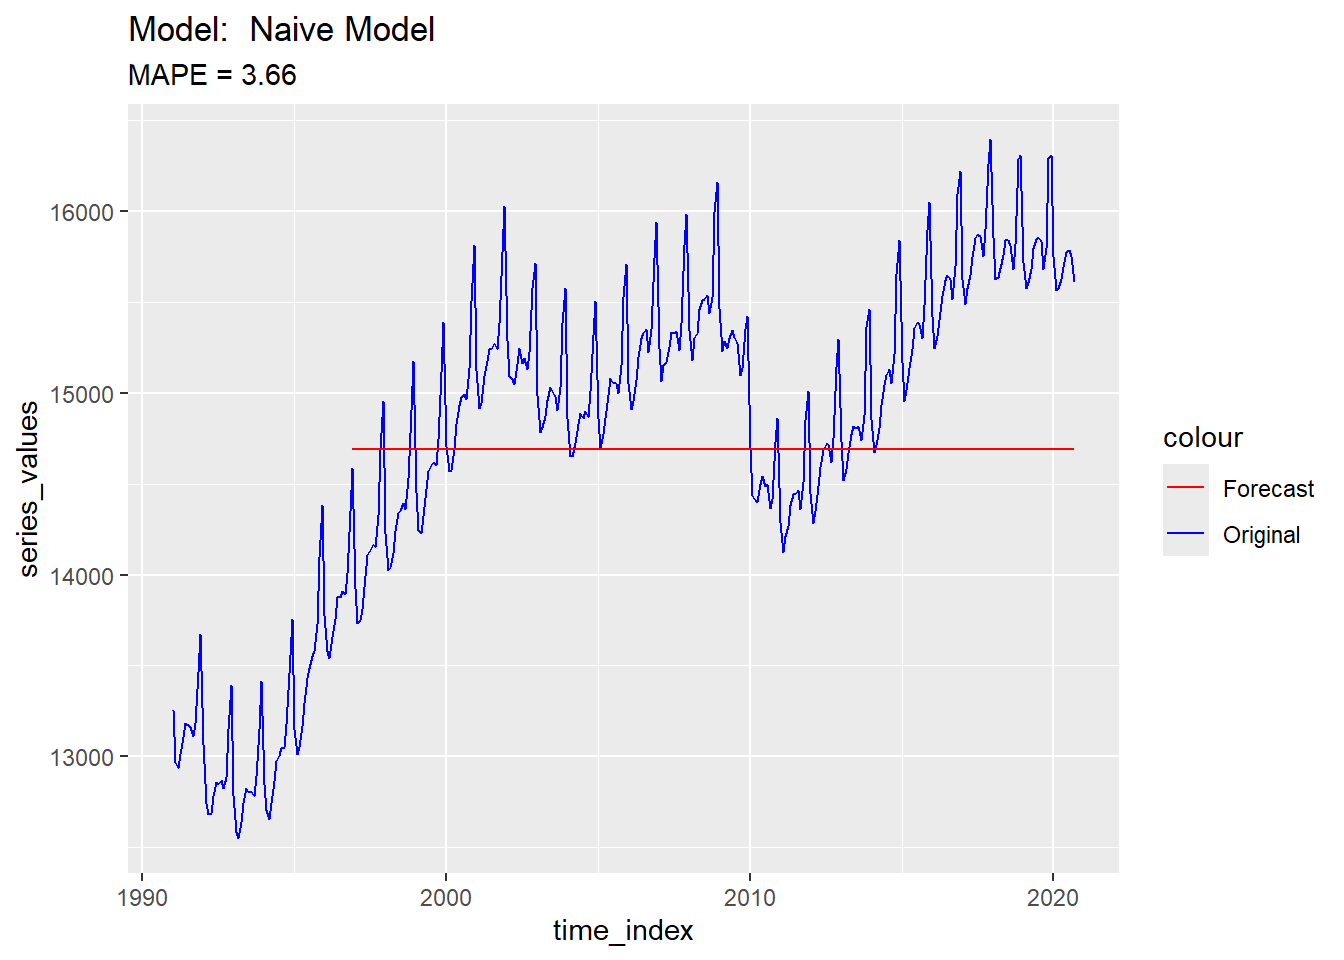 Model:  Naive Model
MAPE = 3.66
series_values
16000
15000
14000
13000
1990
2000
2010
2020
time_index
colour
Forecast
Original